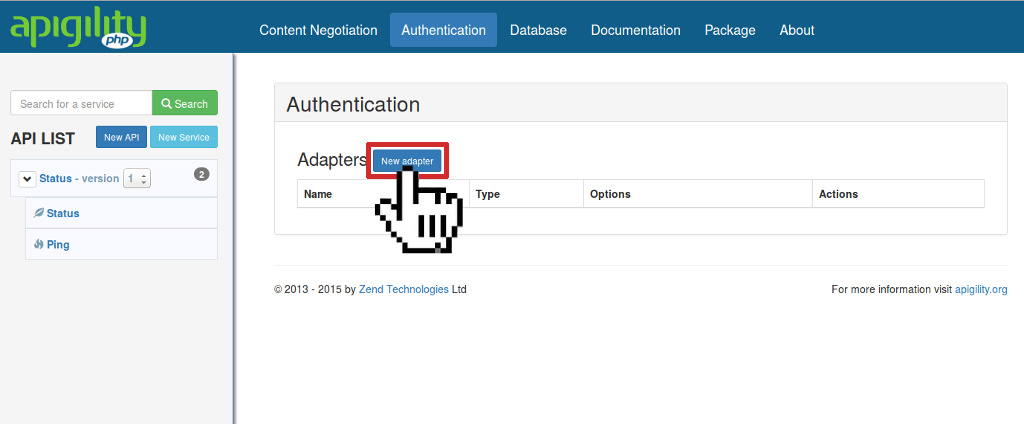 apigility
php
Content Negotiation Authentication Database Documentation Package About
Search for a service Search
API LIST New API New Service
Status - version 1 2
Status
Ping
Authentication
Adapters New adapter
Name Type Options Actions
© 2013 - 2015 by Zend Technologies Ltd
For more information visit apigility.org